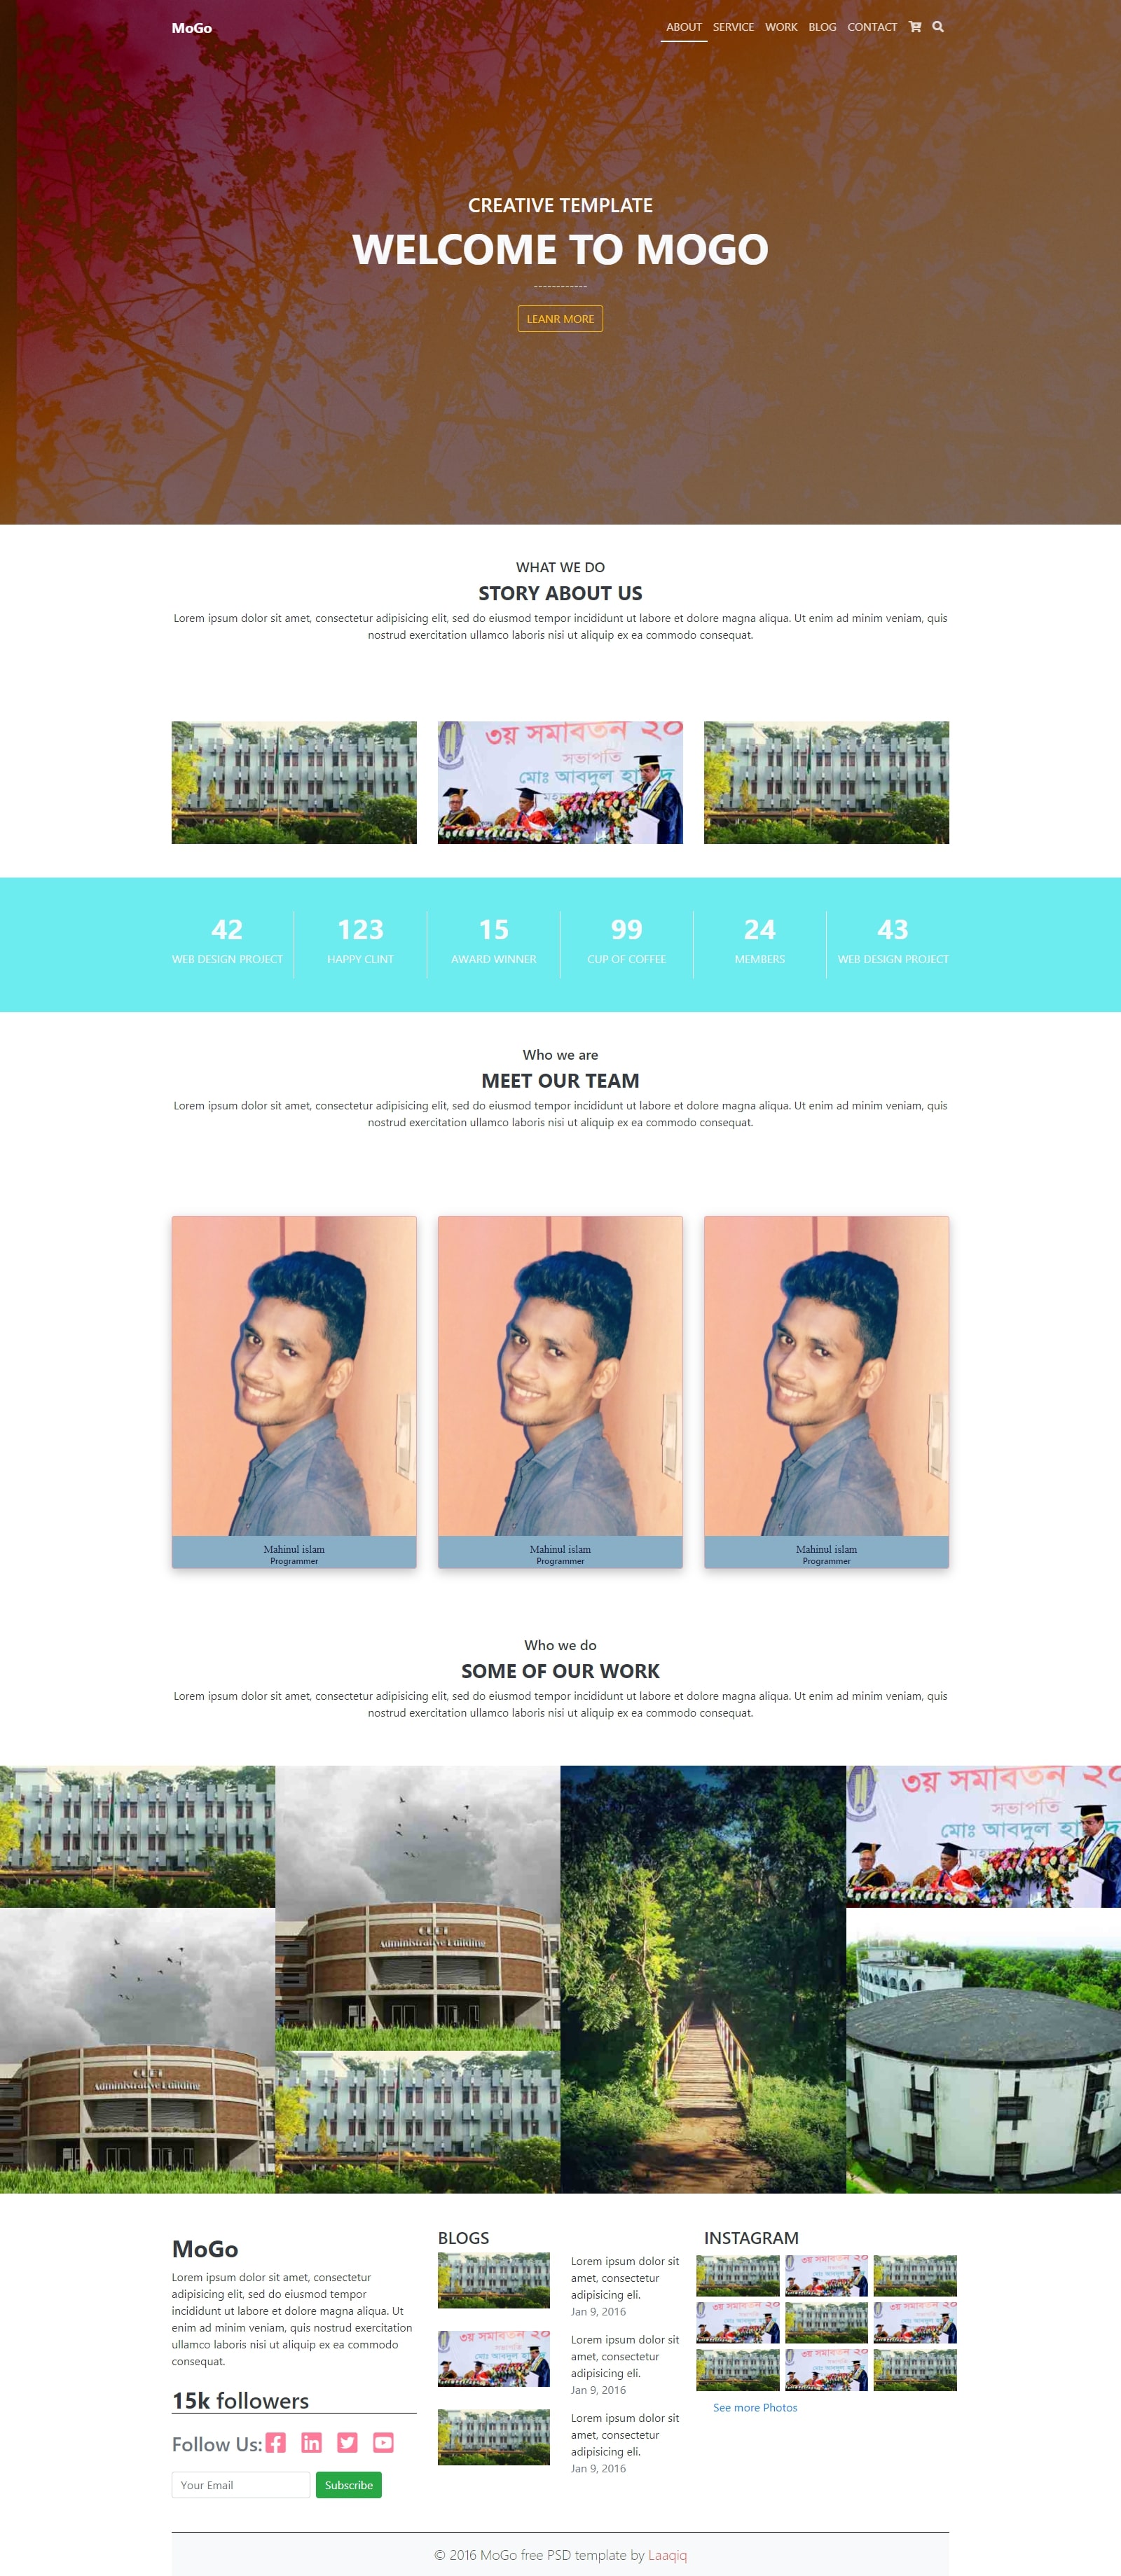 MoGo
ABOUT SERVICE WORK BLOG CONTACT
CREATIVE TEMPLATE
WELCOME TO MOGO
------------
LEANR MORE
WHAT WE DO
STORY ABOUT US
Lorem ipsum dolor sit amet, consectetur adipisicing elit, sed do eiusmod tempor incididunt ut labore et dolore magna aliqua. Ut enim ad minim veniam, quis
nostrud exercitation ullamco laboris nisi ut aliquip ex ea commodo consequat.
৩য় সমাবর্তন ২০
সভাপতি
মোঃ আবদুল হামিদ
42 123 15 99 24 43
WEB DESIGN PROJECT HAPPY CLINT AWARD WINNER CUP OF COFFEE MEMBERS WEB DESIGN PROJECT
Who we are
MEET OUR TEAM
Lorem ipsum dolor sit amet, consectetur adipisicing elit, sed do eiusmod tempor incididunt ut labore et dolore magna aliqua. Ut enim ad minim veniam, quis
nostrud exercitation ullamco laboris nisi ut aliquip ex ea commodo consequat.
Mahinul islam Mahinul islam Mahinul islam
Programmer Programmer Programmer
Who we do
SOME OF OUR WORK
Lorem ipsum dolor sit amet, consectetur adipisicing elit, sed do eiusmod tempor incididunt ut labore et dolore magna aliqua. Ut enim ad minim veniam, quis
nostrud exercitation ullamco laboris nisi ut aliquip ex ea commodo consequat.
৩য় সমাবর্তন ২০
সভাপতি
মোঃ আবদুল হামিদ
CUET
Administrative Building
CUET
Administrative Building
MoGo
Lorem ipsum dolor sit amet, consectetur
adipisicing elit, sed do eiusmod tempor
incididunt ut labore et dolore magna aliqua. Ut
enim ad minim veniam, quis nostrud exercitation
ullamco laboris nisi ut aliquip ex ea commodo
consequat.
15k followers
Follow Us:
Your Email Subscribe
BLOGS
Lorem ipsum dolor sit
amet, consectetur
adipisicing eli.
Jan 9, 2016
Lorem ipsum dolor sit
amet, consectetur
adipisicing eli.
Jan 9, 2016
Lorem ipsum dolor sit
amet, consectetur
adipisicing eli.
Jan 9, 2016
INSTAGRAM
See more Photos
© 2016 MoGo free PSD template by Laaqiq